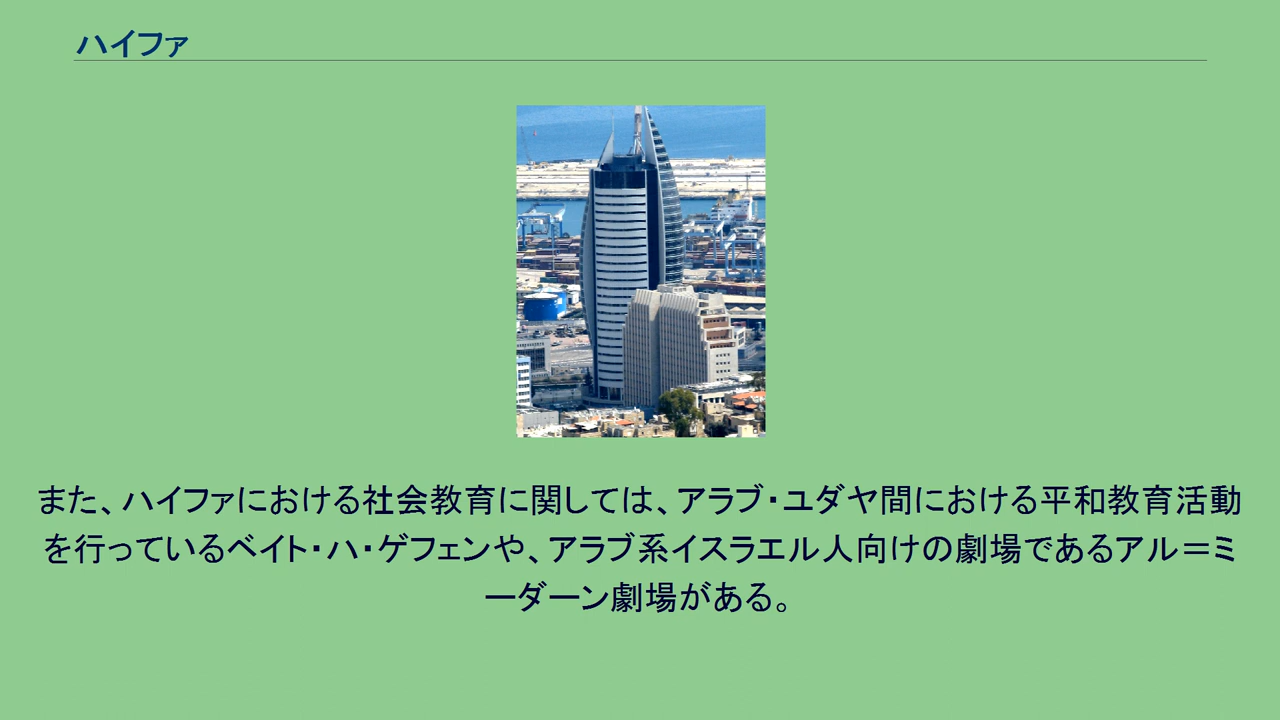 ハイファ
また、ハイファにおける社会教育に関しては、アラブ・ユダヤ間における平和教育活動
を行っているベイト・ハ・ゲフェンや、アラブ系イスラエル人向けの劇場であるアル＝ミ
ーダーン劇場がある。